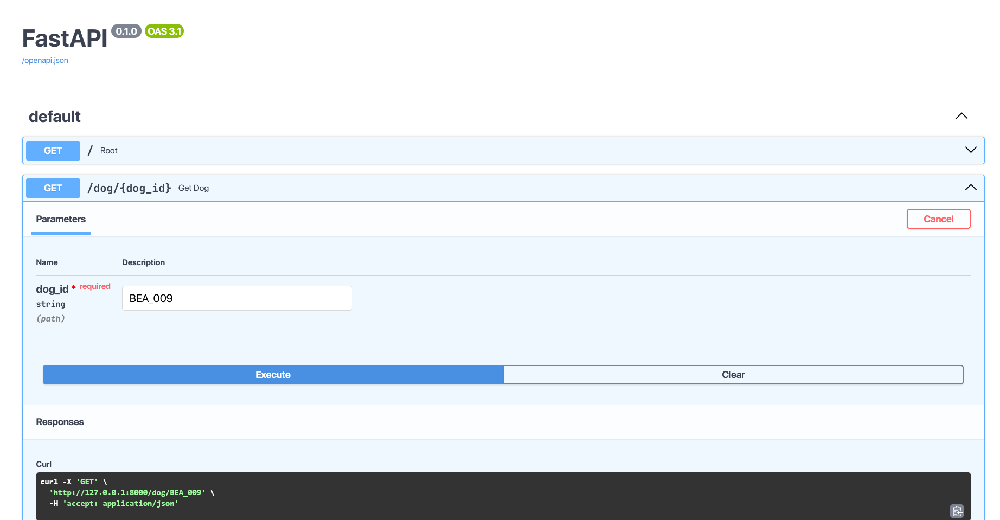 FastAPI 0.1.0 OAS 3.1
/openapi.json
default
GET / Root
GET /dog/{dog_id} Get Dog
Parameters Cancel
Name Description
dog_id * required
string
(path)
BEA_009
Execute Clear
Responses
Curl
curl -X 'GET' \
'http://127.0.0.1:8000/dog/BEA_009' \
-H 'accept: application/json'